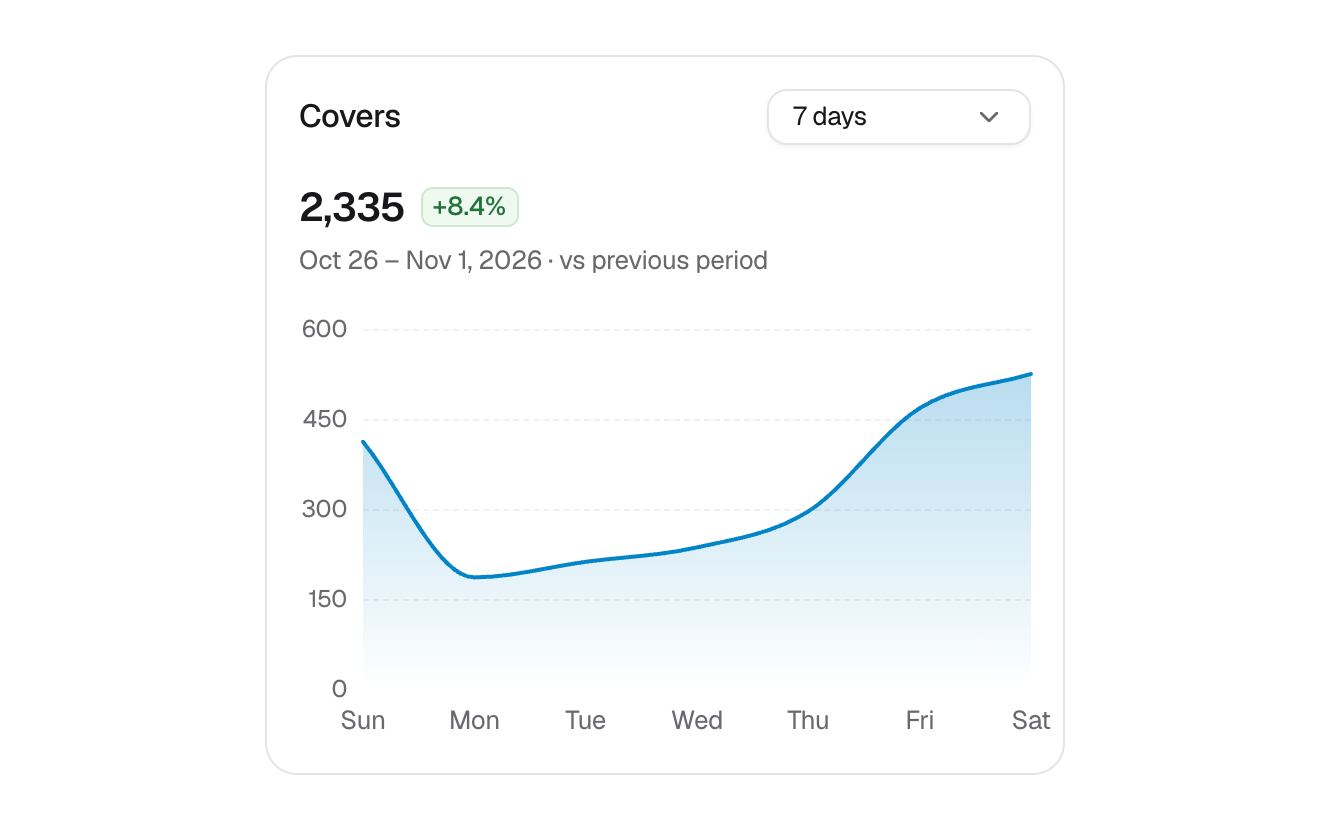 Covers
7 days
2,335
+8.4%
Oct 26 – Nov 1, 2026 · vs previous period
600
450
300
150
0
Sun Mon Tue Wed Thu Fri Sat